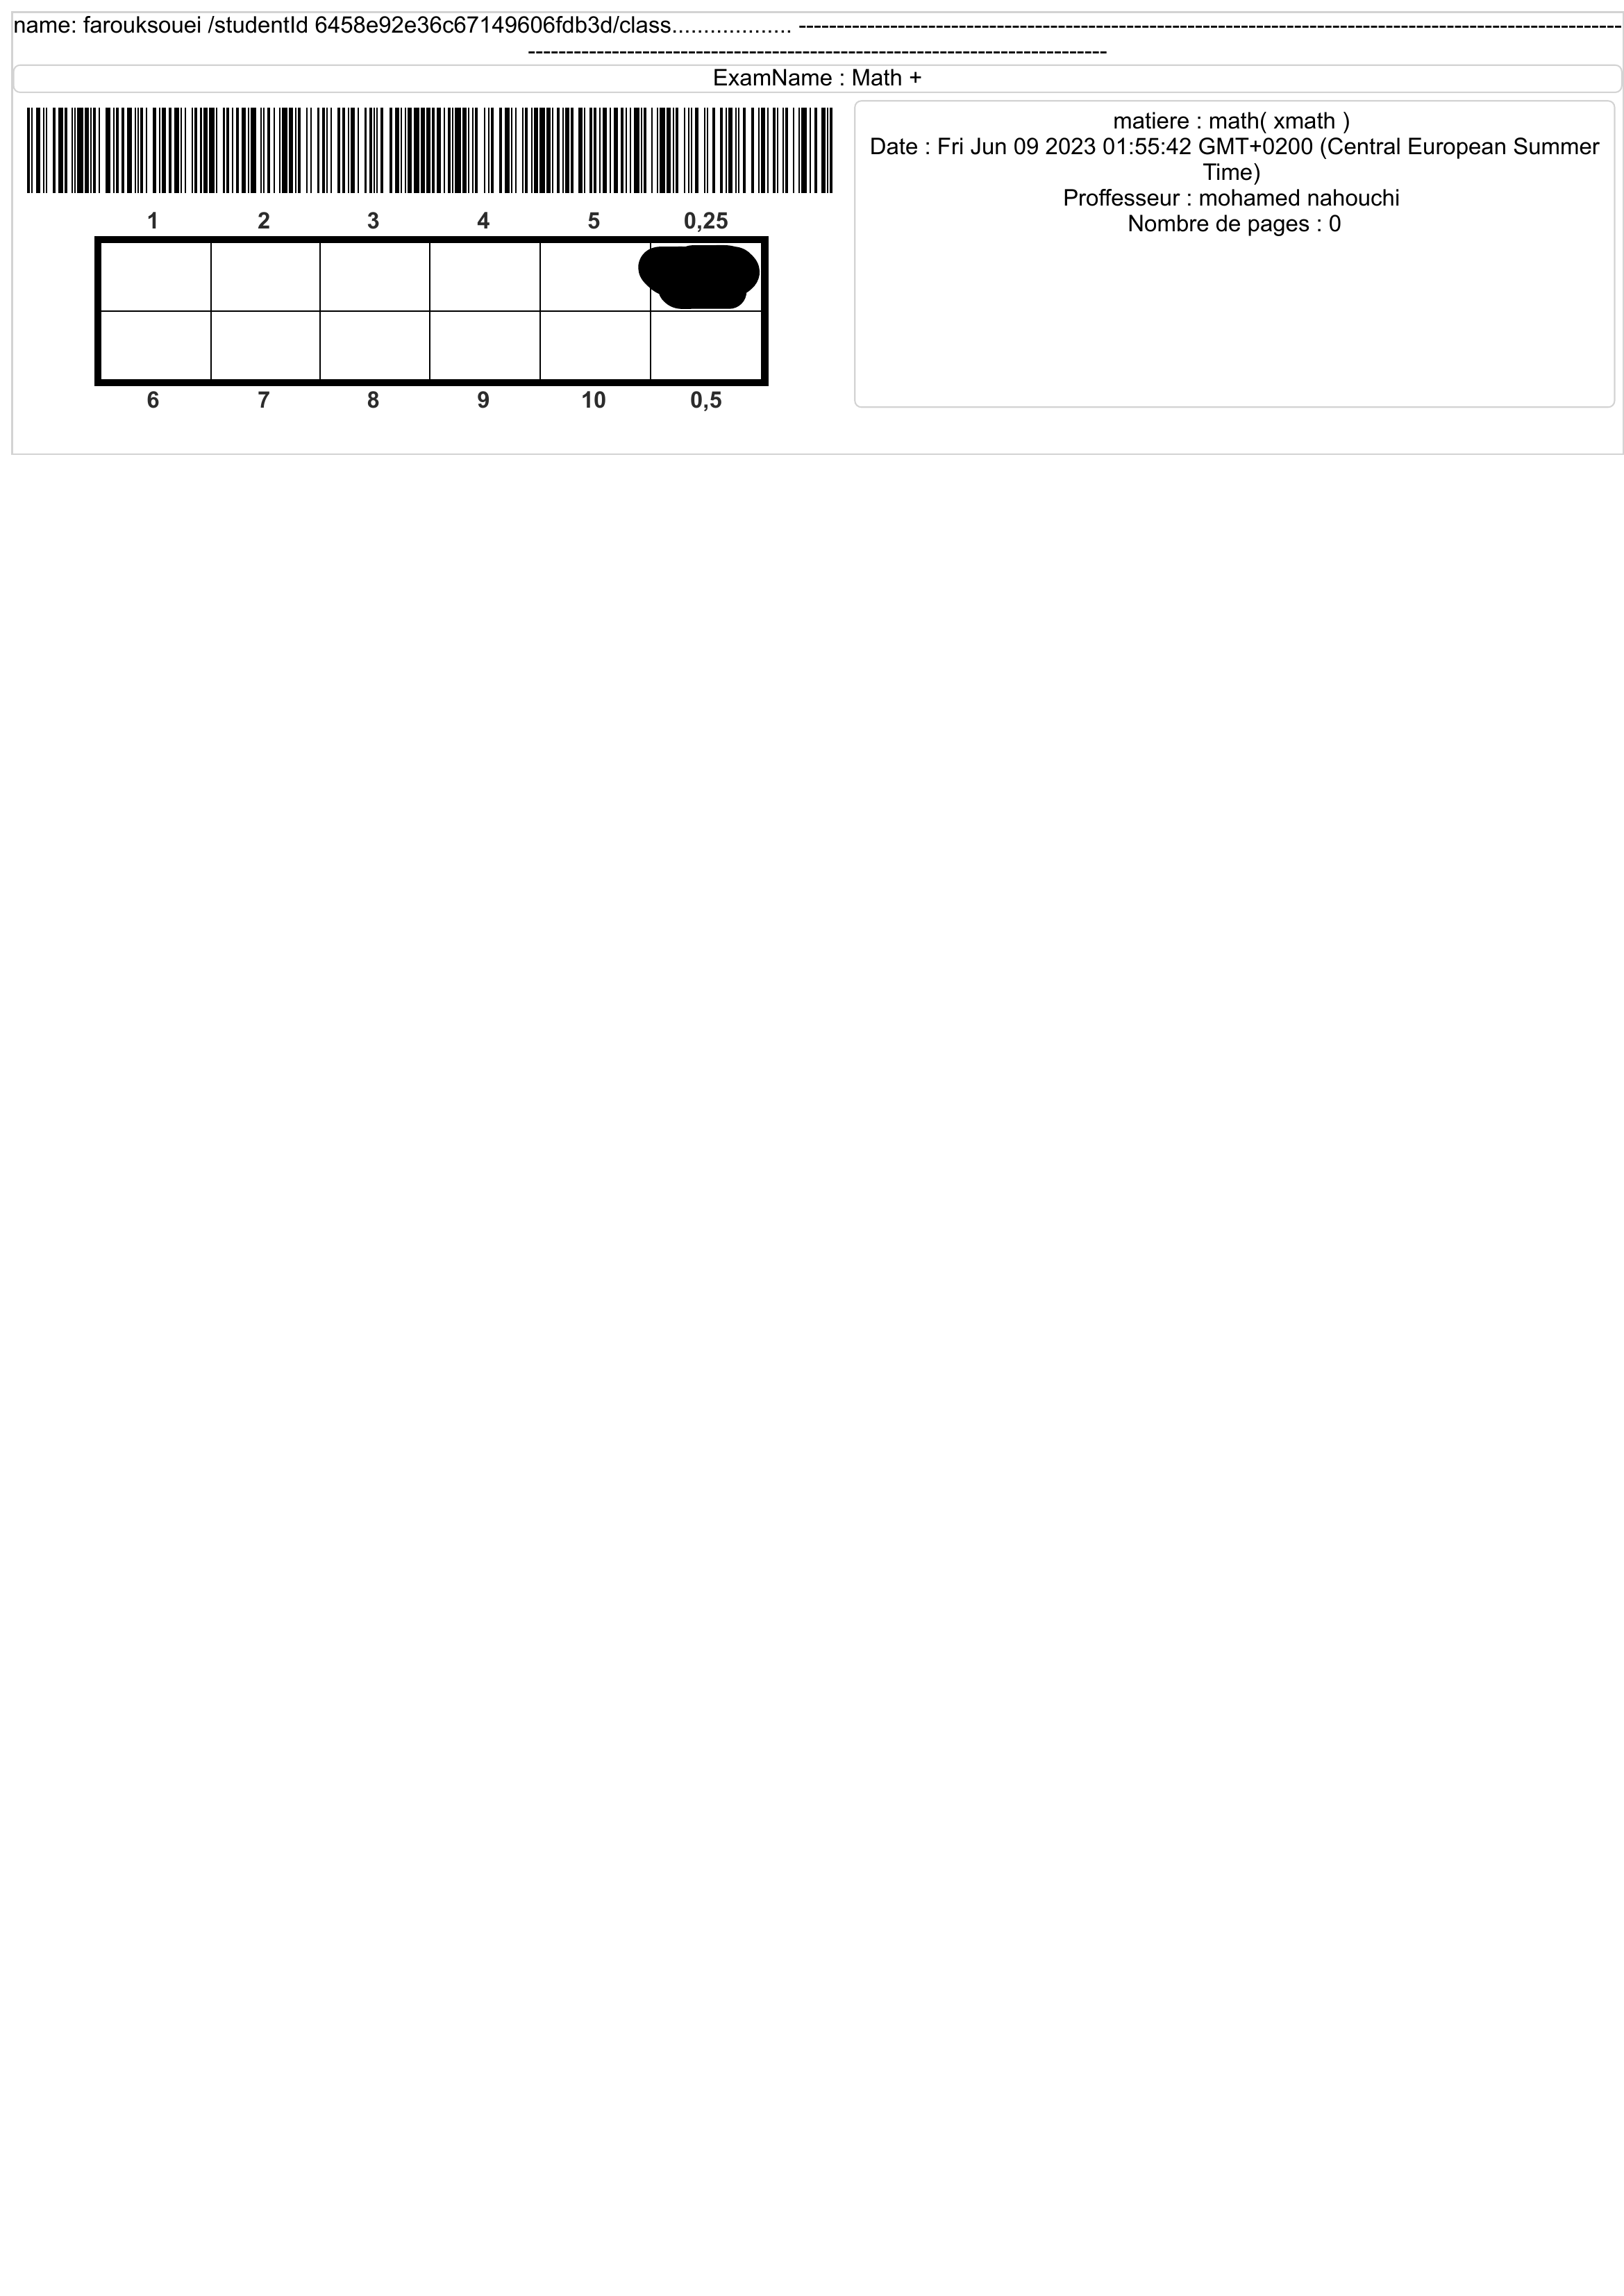 name: farouksouei /studentId 6458e92e36c67149606fdb3d/class................... --------------------------------------------------------------------------------------------------------------
-----------------------------------------------------------------------------
ExamName : Math +
matiere : math( xmath )
Date : Fri Jun 09 2023 01:55:42 GMT+0200 (Central European Summer
Time)
Proffesseur : mohamed nahouchi
Nombre de pages : 0
1 2 3 4 5 0,25
6 7 8 9 10 0,5